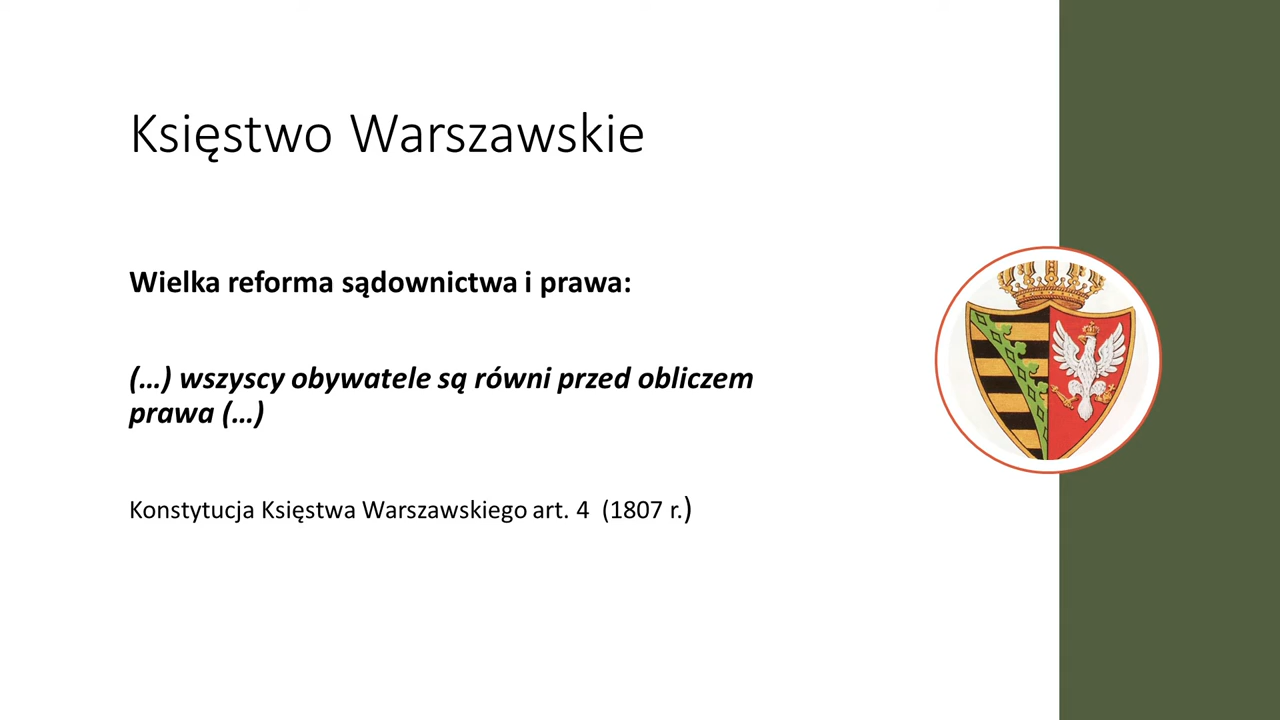 Księstwo Warszawskie
Wielka reforma sądownictwa i prawa:
(...) wszyscy obywatele są równi przed obliczem
prawa (...)
Konstytucja Księstwa Warszawskiego art. 4 (1807 r.)